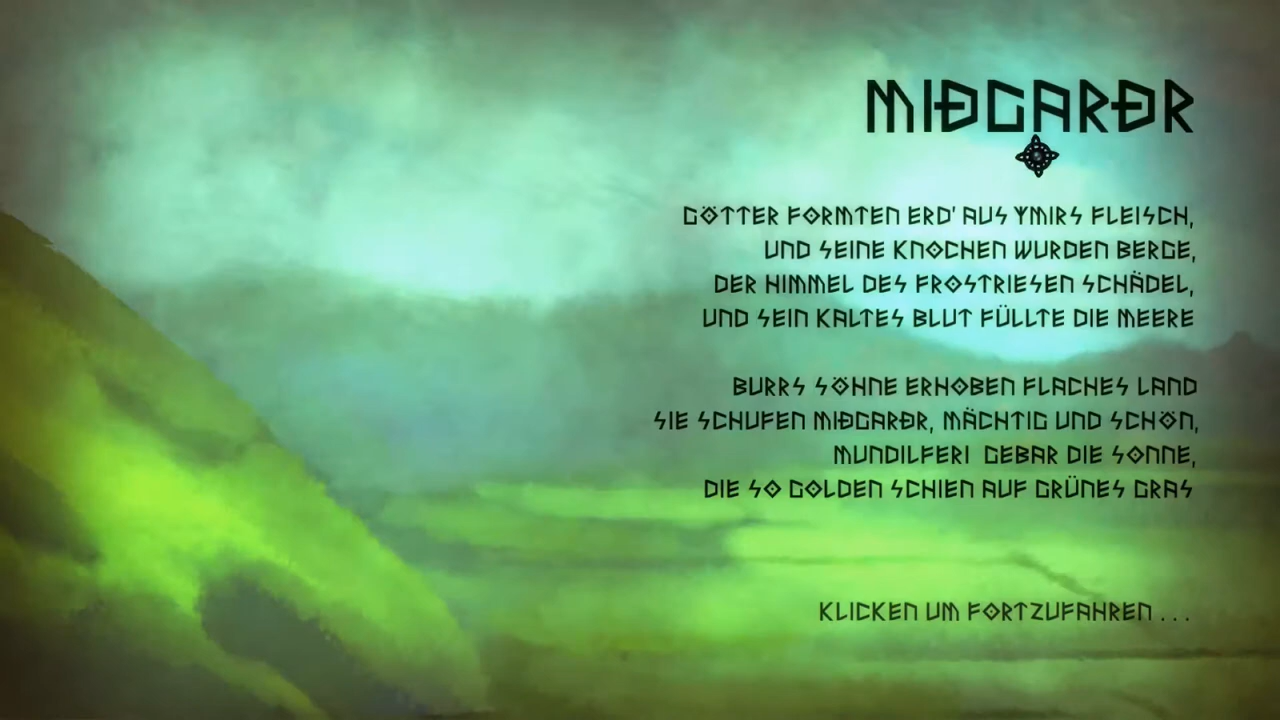 MIÐGARÐR
GÖTTER FORMTEN ERD' AUS YMIRS FLEISCH,
UND SEINE KNOCHEN WURDEN BERGE,
DER HIMMEL DES FROSTRIESEN SCHÄDEL,
UND SEIN KALTES BLUT FÜLLTE DIE MEERE
BURRS SÖHNE ERHOBEN FLACHES LAND
SIE SCHUFEN MIÐGARÐR, MÄCHTIG UND SCHÖN,
MUNDILFERI GEBAR DIE SONNE,
DIE SO GOLDEN SCHIEN AUF GRÜNES GRAS
KLICKEN UM FORTZUFAHREN . . .